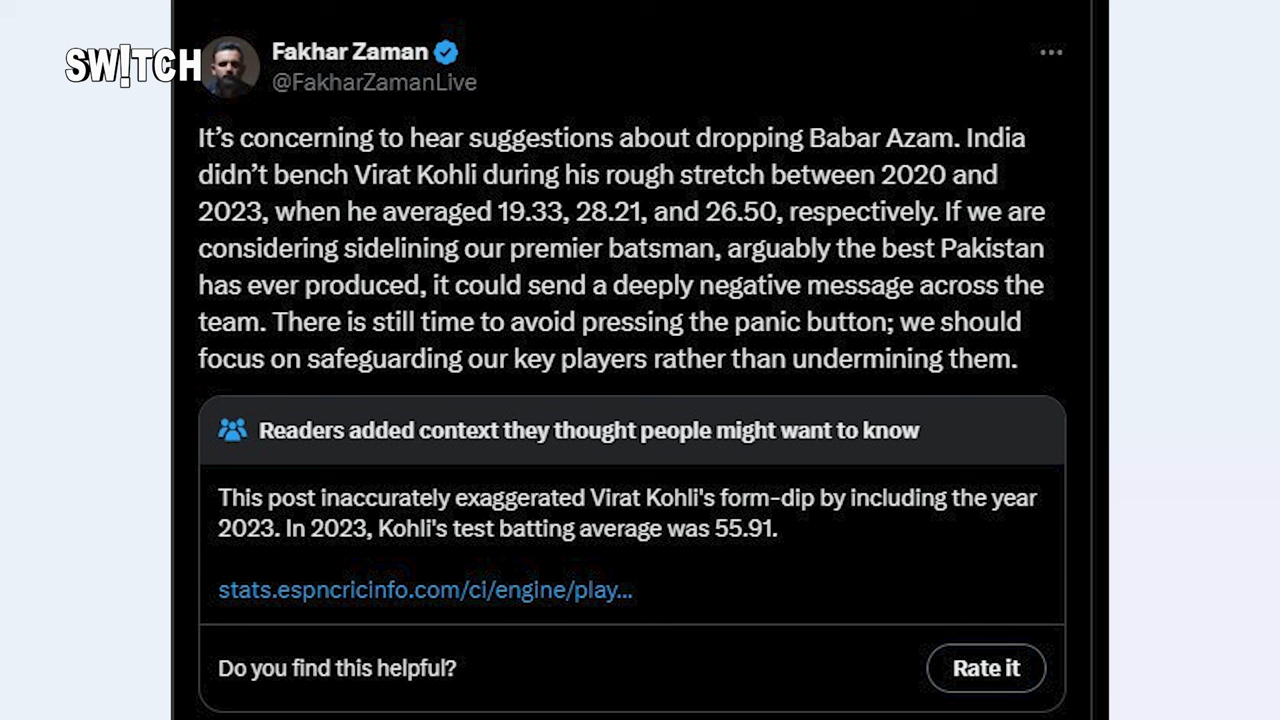 SW!TCH
Fakhar Zaman
@FakharZamanLive
It’s concerning to hear suggestions about dropping Babar Azam. India
didn’t bench Virat Kohli during his rough stretch between 2020 and
2023, when he averaged 19.33, 28.21, and 26.50, respectively. If we are
considering sidelining our premier batsman, arguably the best Pakistan
has ever produced, it could send a deeply negative message across the
team. There is still time to avoid pressing the panic button; we should
focus on safeguarding our key players rather than undermining them.
Readers added context they thought people might want to know
This post inaccurately exaggerated Virat Kohli's form-dip by including the year
2023. In 2023, Kohli's test batting average was 55.91.
stats.espncricinfo.com/ci/engine/play...
Do you find this helpful?
Rate it